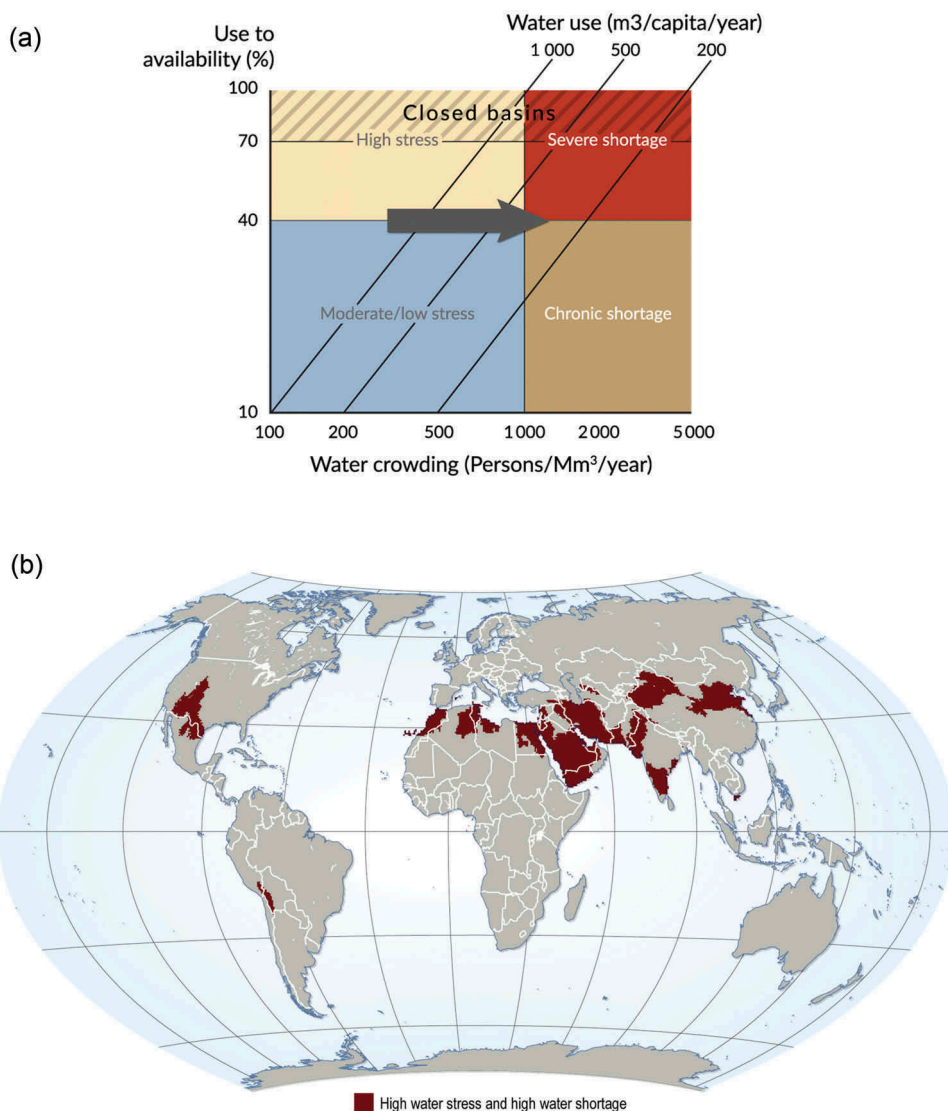 (a)
Use to
availability (%)
Water use (m3/capita/year)
1 000 500 200
100
Closed basins
70
High stress
Severe shortage
40
Moderate/low stress
Chronic shortage
10
100 200 500 1 000 2 000 5 000
Water crowding (Persons/Mm³/year)
(b)
High water stress and high water shortage